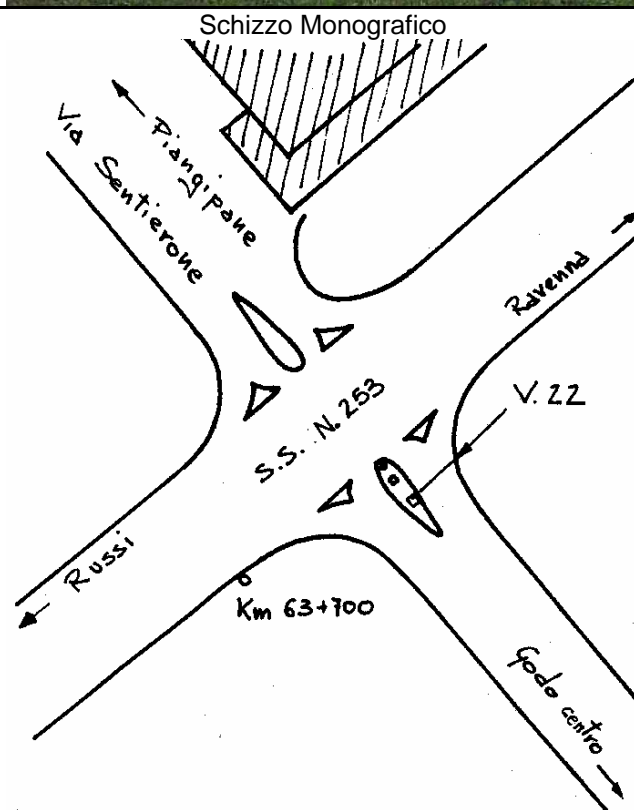 Schizzo Monografico
Via Sentierone
Piangipane
Ravenna
V. 22
S.S. N. 253
Russi
Km 63+700
Godo centro